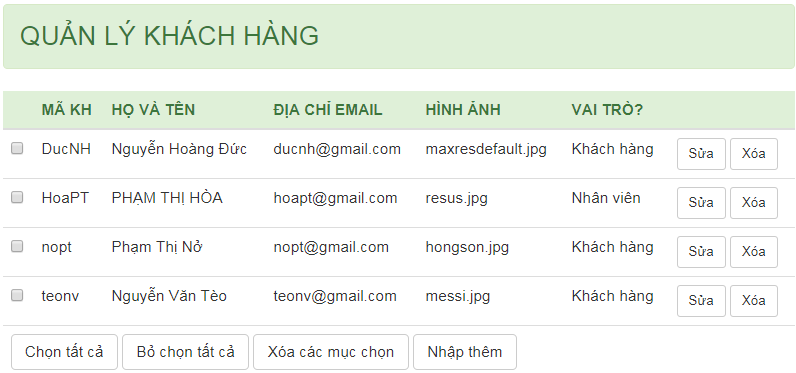 QUẢN LÝ KHÁCH HÀNG
MÃ KH HỌ VÀ TÊN ĐỊA CHỈ EMAIL HÌNH ẢNH VAI TRÒ?
DucNH Nguyễn Hoàng Đức ducnh@gmail.com maxresdefault.jpg Khách hàng Sửa Xóa
HoaPT PHẠM THỊ HÒA hoapt@gmail.com resus.jpg Nhân viên Sửa Xóa
nopt Phạm Thị Nở nopt@gmail.com hongson.jpg Khách hàng Sửa Xóa
teonv Nguyễn Văn Tèo teonv@gmail.com messi.jpg Khách hàng Sửa Xóa
Chọn tất cả Bỏ chọn tất cả Xóa các mục chọn Nhập thêm